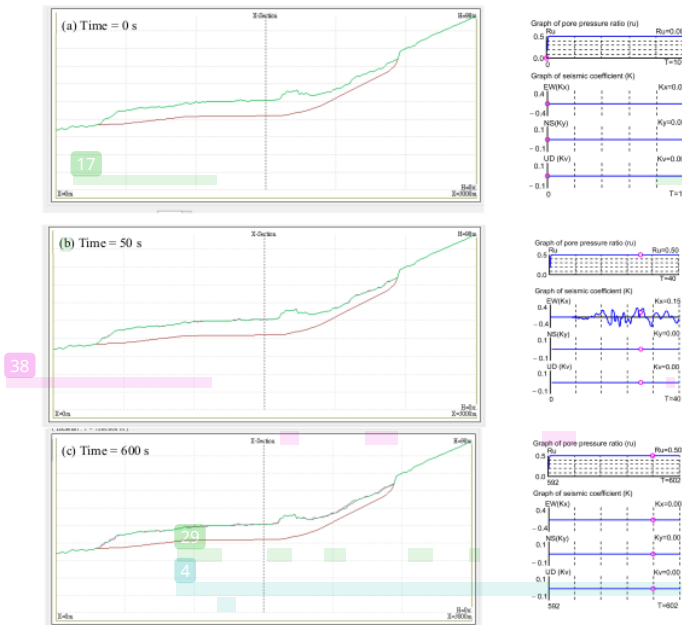 (a) Time = 0 s
X-Section
X=0m
Graph of pore pressure ratio (ru)
Ru
0.5
0.0
0
Graph of seismic coefficient (K)
EW(Kx)
0.4
-0.4
NS(Ky)
0.1
-0.1
UD (Kv)
0.1
-0.1
0
17
(b) Time = 50 s
X-Section
X=0m
X=3000m
Graph of pore pressure ratio (ru)
Ru
Ru=0.50
0.5
0.0
0
T=40
Graph of seismic coefficient (K)
EW(Kx)
Kx=0.15
0.4
-0.4
NS(Ky)
Ky=0.00
0.1
-0.1
UD (Kv)
Kv=0.00
0.1
-0.1
0
T=40
38
(c) Time = 600 s
X-Section
X=0m
Graph of pore pressure ratio (ru)
Ru
Ru=0.50
0.5
0.0
592
T=602
Graph of seismic coefficient (K)
EW(Kx)
Kx=0.00
0.4
-0.4
NS(Ky)
Ky=0.00
0.1
-0.1
UD (Kv)
Kv=0.00
0.1
-0.1
592
T=602
29
4